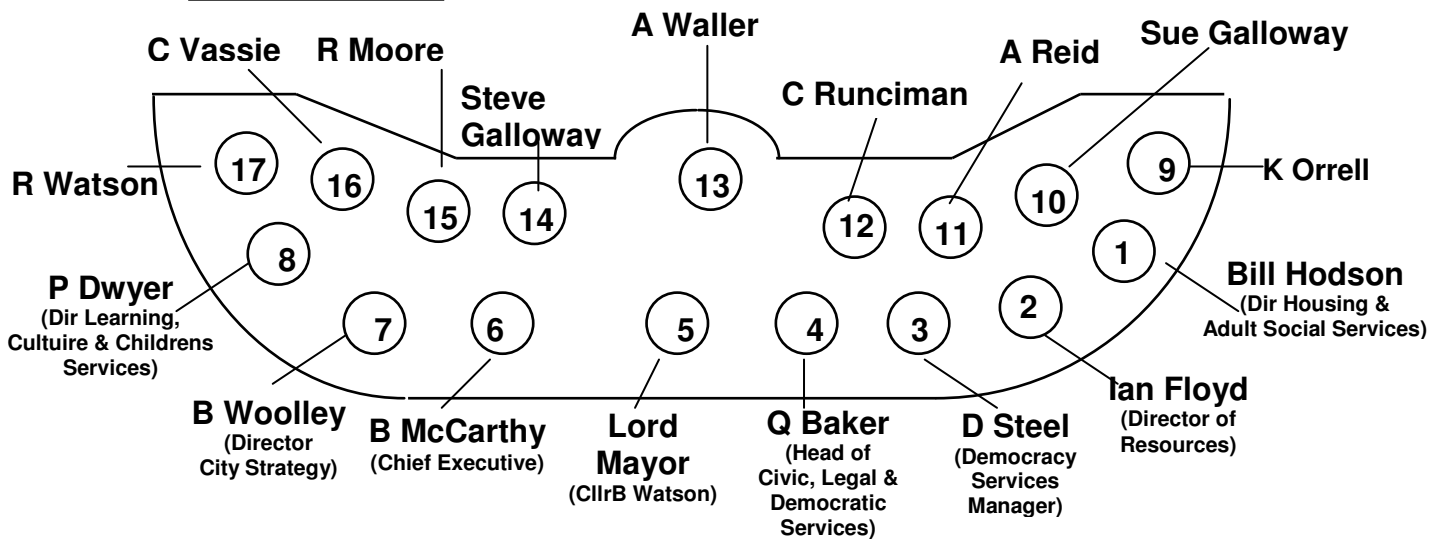 A Waller
Sue Galloway
C Vassie
R Moore
A Reid
Steve
Galloway
C Runciman
R Watson
17
16
15
14
13
12
11
10
9
K Orrell
8
7
6
5
4
3
2
1
P Dwyer
(Dir Learning,
Cultuire & Childrens
Services)
Bill Hodson
(Dir Housing &
Adult Social Services)
B Woolley
(Director
City Strategy)
B McCarthy
(Chief Executive)
Lord
Mayor
(CllrB Watson)
Q Baker
(Head of
Civic, Legal &
Democratic
Services)
D Steel
(Democracy
Services
Manager)
Ian Floyd
(Director of
Resources)